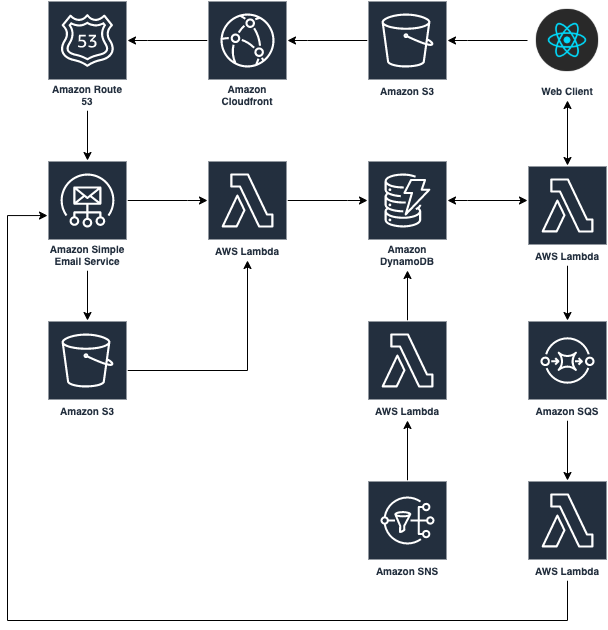 53
Amazon Route
53
Amazon
Cloudfront
Amazon S3
Web Client
Amazon Simple
Email Service
AWS Lambda
Amazon
DynamoDB
AWS Lambda
Amazon S3
AWS Lambda
Amazon SQS
Amazon SNS
AWS Lambda